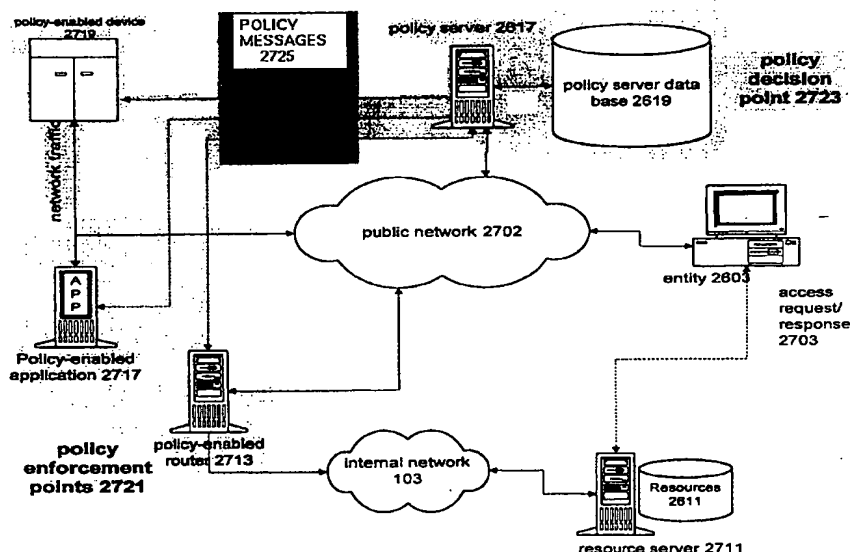 policy-enabled device
2719
POLICY
MESSAGES
2725
policy server 2617
policy server data
base 2619
policy
decision
point 2723
network traffic
public network 2702
entity 2603
access
request/
response
2703
APP
Policy-enabled
application 2717
policy-enabled
router 2713
policy
enforcement
points 2721
internal network
103
Resources
2611
resource server 2711